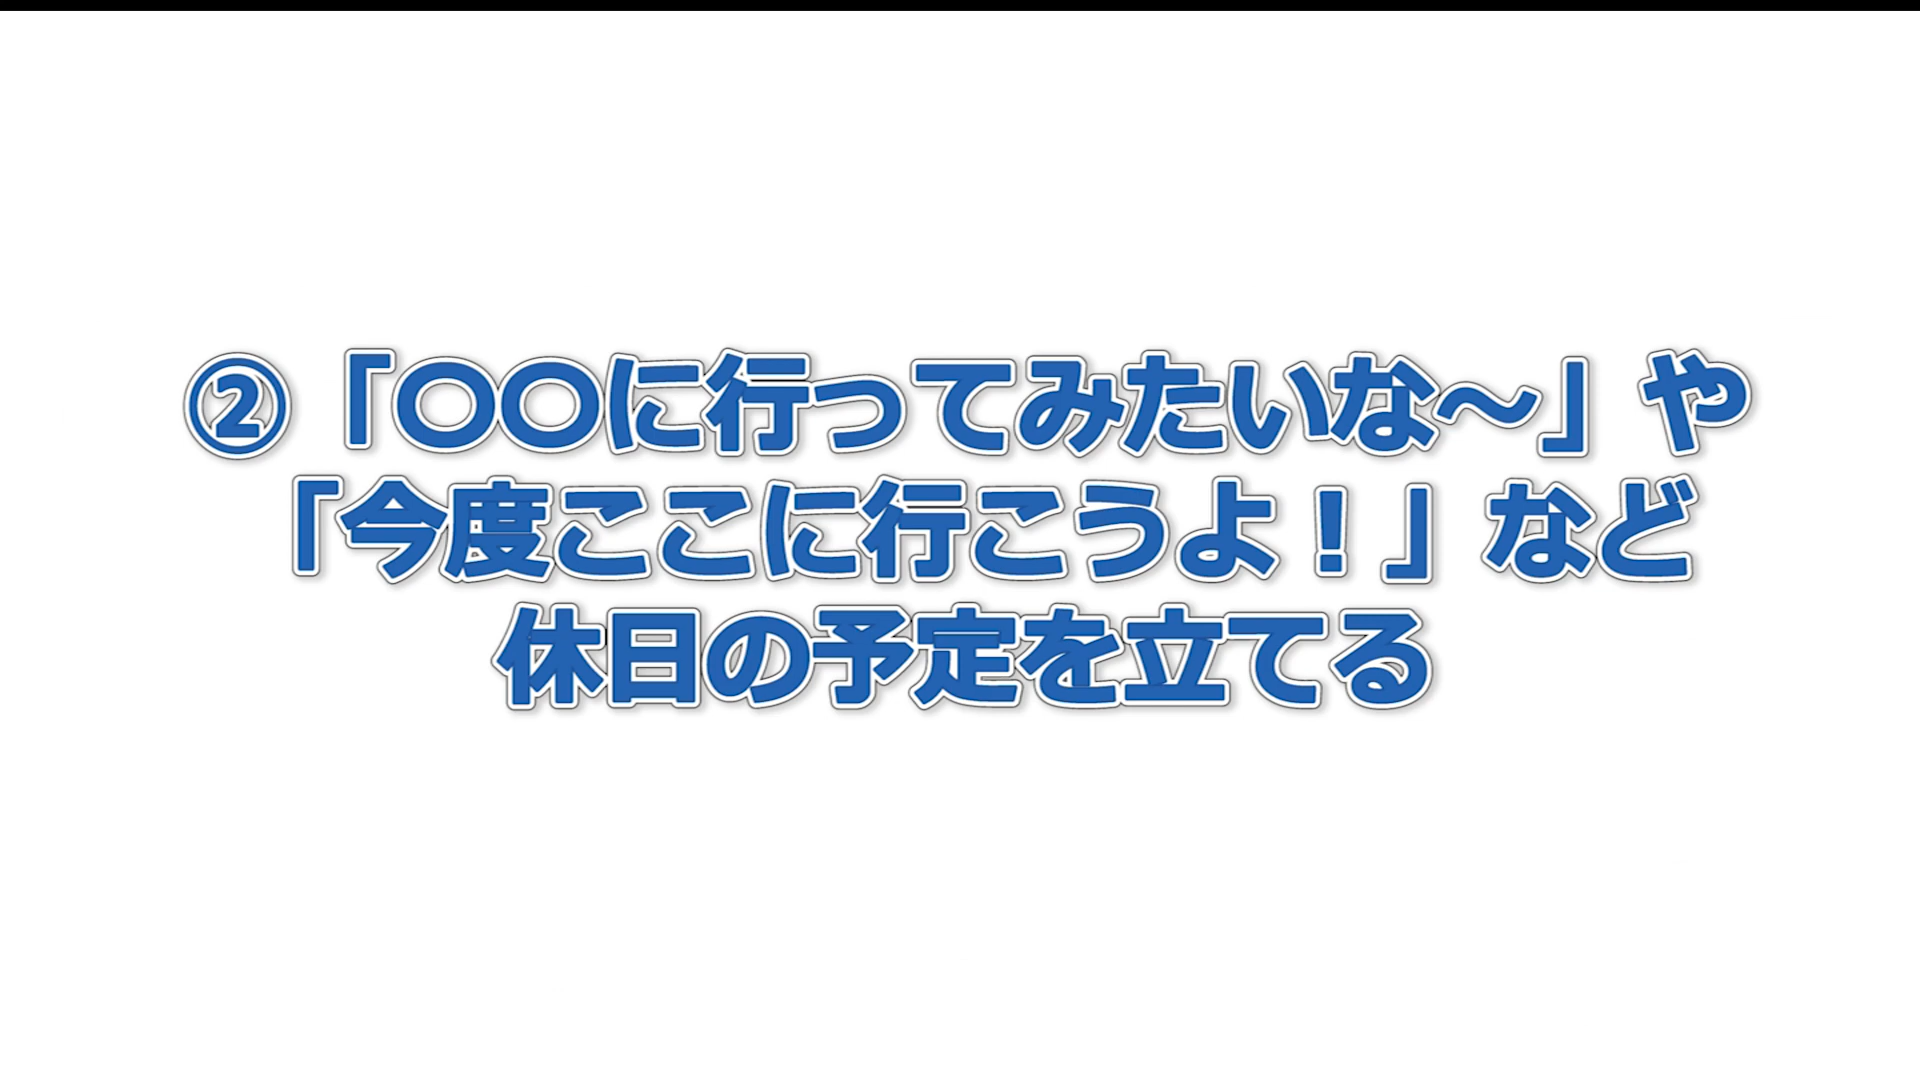 ②「〇〇に行ってみたいな～」や
「今度ここに行こうよ！」など
休日の予定を立てる